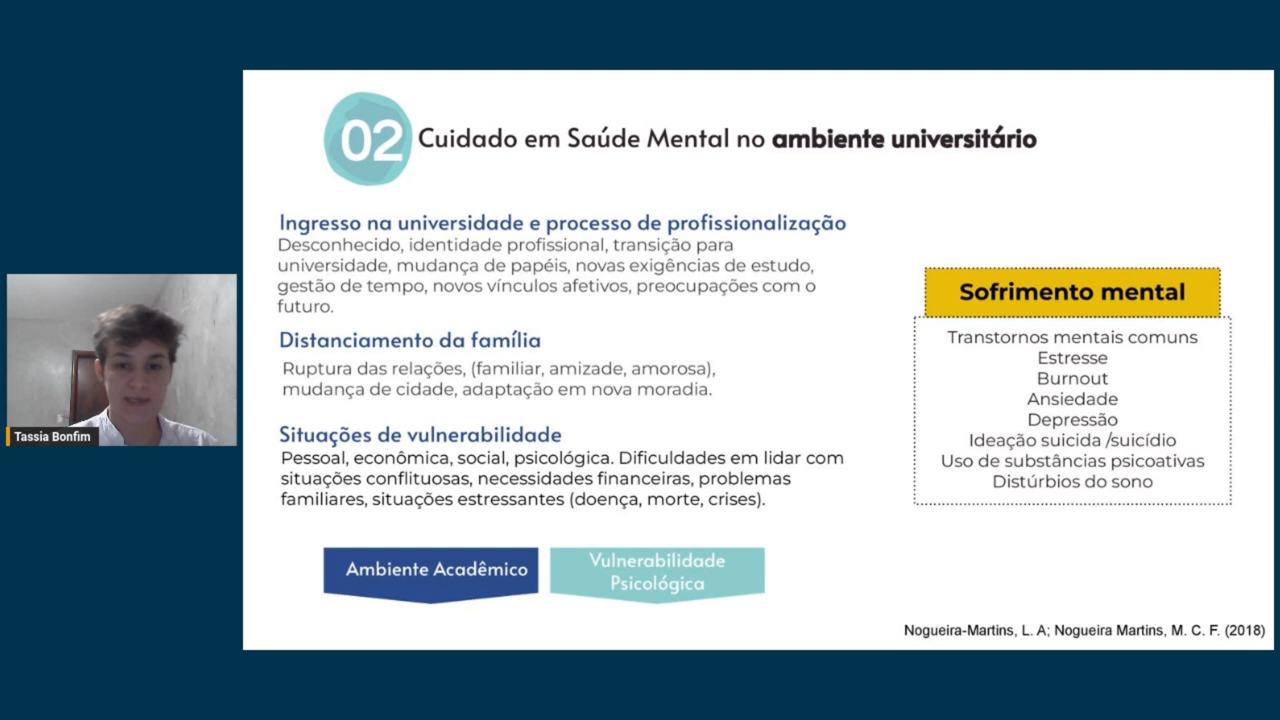 02
Cuidado em Saúde Mental no ambiente universitário
Ingresso na universidade e processo de profissionalização
Desconhecido, identidade profissional, transição para
universidade, mudança de papéis, novas exigências de estudo,
gestão de tempo, novos vínculos afetivos, preocupações com o
futuro.
Distanciamento da família
Ruptura das relações, (familiar, amizade, amorosa),
mudança de cidade, adaptação em nova moradia.
Situações de vulnerabilidade
Pessoal, econômica, social, psicológica. Dificuldades em lidar com
situações conflituosas, necessidades financeiras, problemas
familiares, situações estressantes (doença, morte, crises).
Ambiente Acadêmico
Vulnerabilidade
Psicológica
Sofrimento mental
Transtornos mentais comuns
Estresse
Burnout
Ansiedade
Depressão
Ideação suicida /suicídio
Uso de substâncias psicoativas
Distúrbios do sono
Nogueira-Martins, L. A; Nogueira Martins, M. C. F. (2018)
Tassia Bonfim